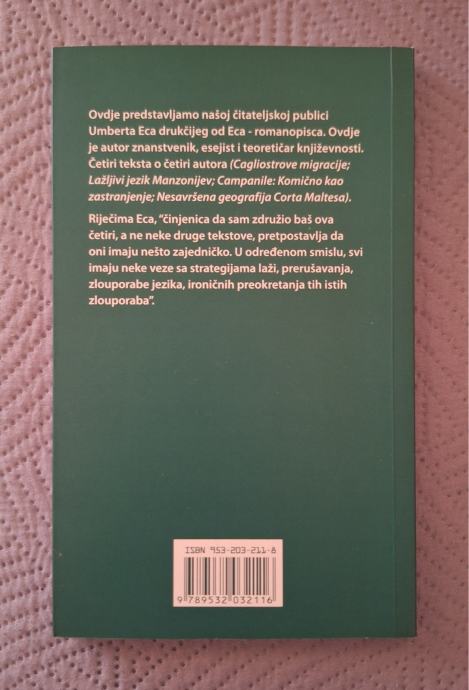 Ovdje predstavljamo našoj čitateljskoj publici
Umberta Eca drukčijeg od Eca - romanopisca. Ovdje
je autor znanstvenik, esejist i teoretičar književnosti.
Četiri teksta o četiri autora (Cagliostrove migracije;
Lažljivi jezik Manzonijev; Campanile: Komično kao
zastranjenje; Nesavršena geografija Corta Maltesa).
Riječima Eca, "činjenica da sam združio baš ova
četiri, a ne neke druge tekstove, pretpostavlja da
oni imaju nešto zajedničko. U određenom smislu, svi
imaju neke veze sa strategijama laži, prerušavanja,
zlouporabe jezika, ironičnih preokretanja tih istih
zlouporaba".
ISBN 953-203-211-8
9 789532 032116